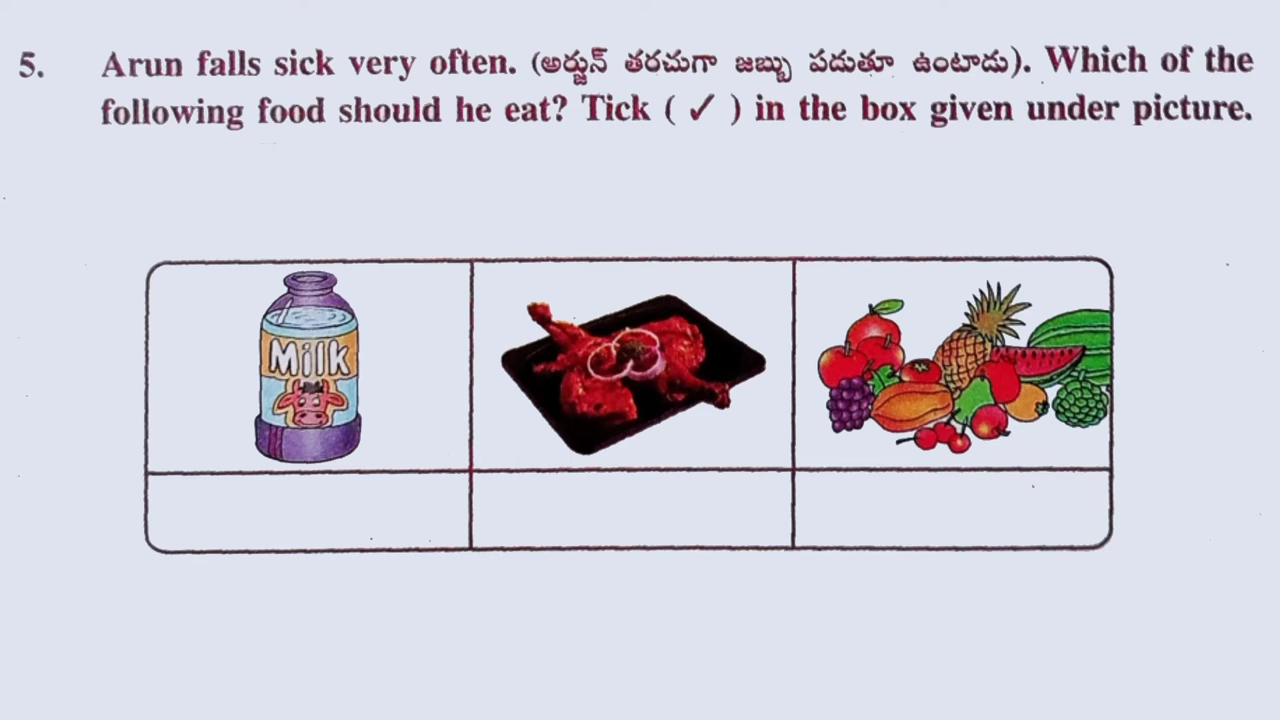 5. Arun falls sick very often. (అర్జున్ తరచుగా జబ్బు పడుతూ ఉంటాడు). Which of the
following food should he eat? Tick ( ✓ ) in the box given under picture.
Milk